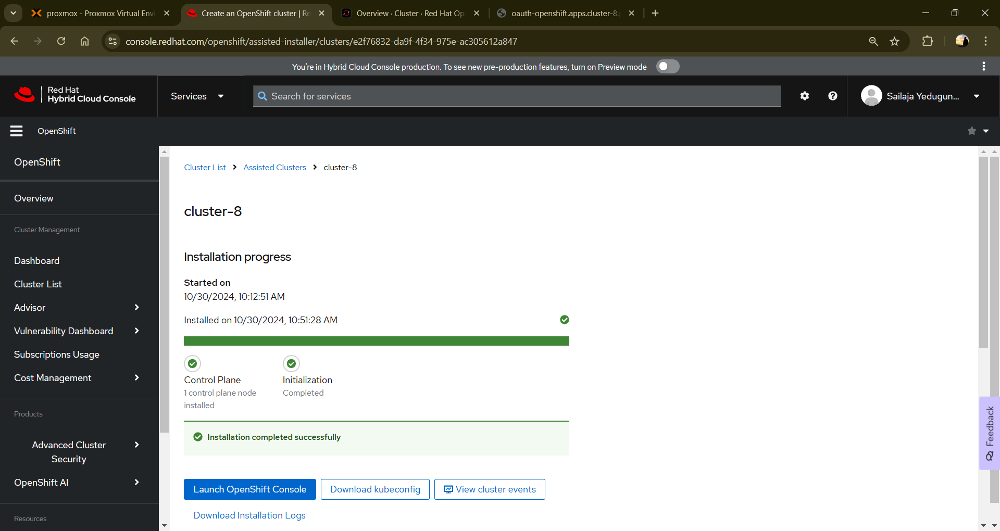 proxmox - Proxmox Virtual Envi
Create an OpenShift cluster | Re
Overview · Cluster · Red Hat Op
oauth-openshift.apps.cluster-8.
console.redhat.com/openshift/assisted-installer/clusters/e2f76832-da9f-4f34-975e-ac305612a847
You're in Hybrid Cloud Console production. To see new pre-production features, turn on Preview mode
Red Hat
Hybrid Cloud Console
Services
Search for services
Sailaja Yedugun...
OpenShift
OpenShift
Overview
Cluster Management
Dashboard
Cluster List
Advisor
Vulnerability Dashboard
Subscriptions Usage
Cost Management
Products
Advanced Cluster
Security
OpenShift AI
Resources
Cluster List
Assisted Clusters
cluster-8
cluster-8
Installation progress
Started on
10/30/2024, 10:12:51 AM
Installed on 10/30/2024, 10:51:28 AM
Control Plane
1 control plane node
installed
Initialization
Completed
Installation completed successfully
Launch OpenShift Console
Download kubeconfig
View cluster events
Download Installation Logs
Feedback